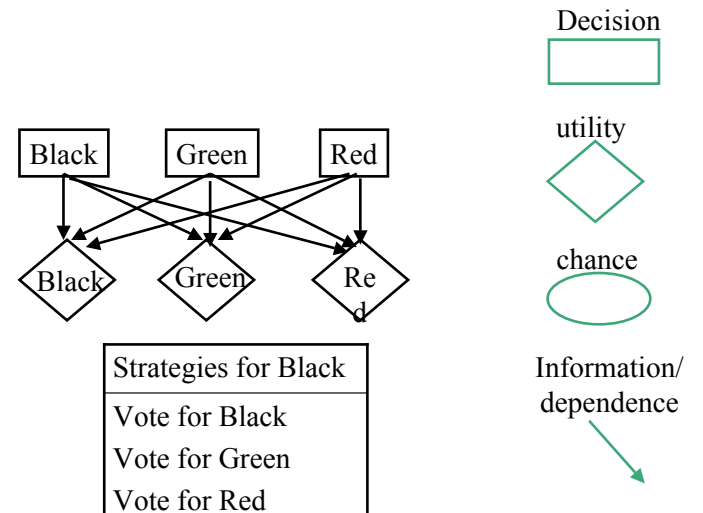 Decision
utility
Black Green Red
chance
Black Green Re
d
Strategies for Black
Vote for Black
Vote for Green
Vote for Red
Information/
dependence